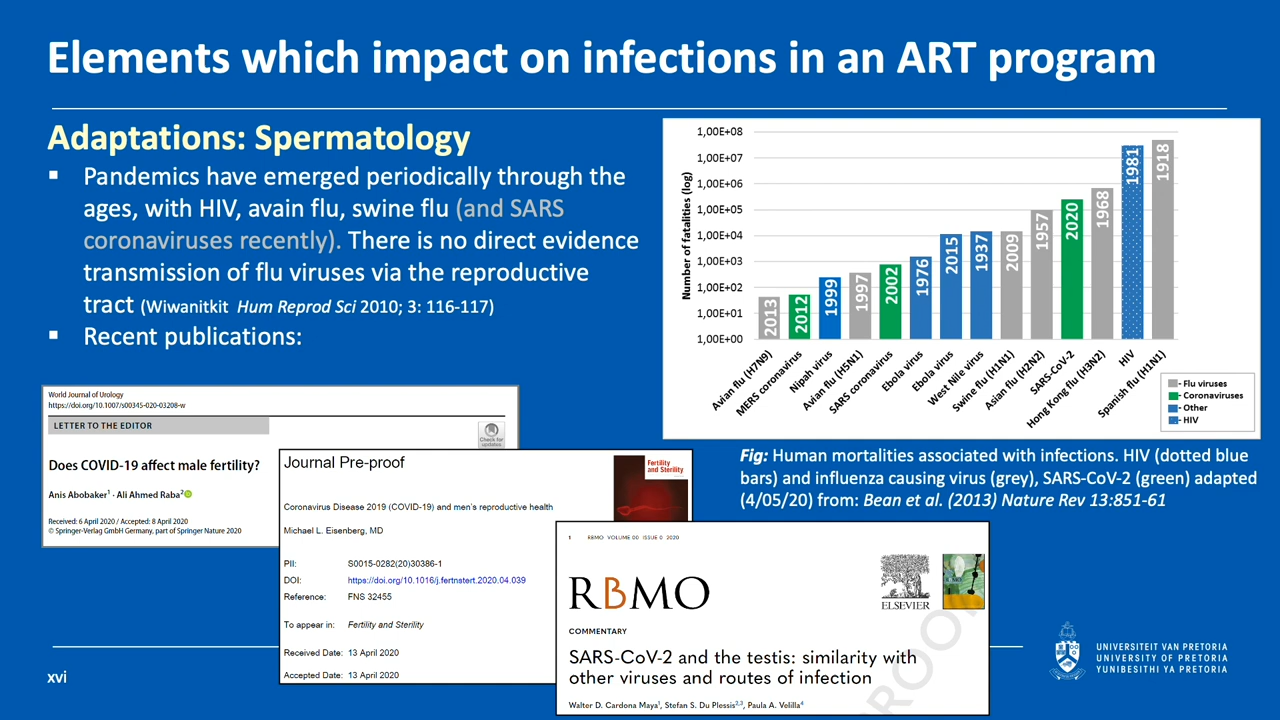 Elements which impact on infections in an ART program
Adaptations: Spermatology
▪ Pandemics have emerged periodically through the
ages, with HIV, avain flu, swine flu (and SARS
coronaviruses recently). There is no direct evidence
transmission of flu viruses via the reproductive
tract (Wiwanitkit Hum Reprod Sci 2010; 3: 116-117)
▪ Recent publications:
Number of fatalities (log)
1,00E+08
1,00E+07
1,00E+06
1,00E+05
1,00E+04
1,00E+03
1,00E+02
1,00E+01
1,00E+00
2013
2012
1999
1997
2002
1976
2015
1937
2009
1957
2020
1968
1981
1918
Avian flu (H7N9)
MERS coronavirus
Nipah virus
Avian flu (H5N1)
SARS coronavirus
Ebola virus
Ebola virus
West Nile virus
Swine flu (H1N1)
Asian flu (H2N2)
SARS-CoV-2
Hong Kong flu (H3N2)
HIV
Spanish flu (H1N1)
- Flu viruses
- Coronaviruses
- Other
- HIV
Fig: Human mortalities associated with infections. HIV (dotted blue
bars) and influenza causing virus (grey), SARS-CoV-2 (green) adapted
(4/05/20) from: Bean et al. (2013) Nature Rev 13:851-61
World Journal of Urology
https://doi.org/10.1007/s00345-020-03208-w
LETTER TO THE EDITOR
Check for
updates
Does COVID-19 affect male fertility?
Anis Abobaker1 · Ali Ahmed Raba2
Received: 6 April 2020 / Accepted: 8 April 2020
© Springer-Verlag GmbH Germany, part of Springer Nature 2020
Journal Pre-proof
Fertility
and Sterility
Coronavirus Disease 2019 (COVID-19) and men's reproductive health
Michael L. Eisenberg, MD
PII: S0015-0282(20)30386-1
DOI: https://doi.org/10.1016/j.fertnstert.2020.04.039
Reference: FNS 32455
To appear in: Fertility and Sterility
Received Date: 13 April 2020
Accepted Date: 13 April 2020
1 RBMO VOLUME 00 ISSUE 0 2020
RBMO
ELSEVIER
RBMO
COMMENTARY
SARS-CoV-2 and the testis: similarity with
other viruses and routes of infection
Walter D. Cardona Maya1, Stefan S. Du Plessis2,3, Paula A. Velilla4
UNIVERSITEIT VAN PRETORIA
UNIVERSITY OF PRETORIA
YUNIBESITHI YA PRETORIA
xvi